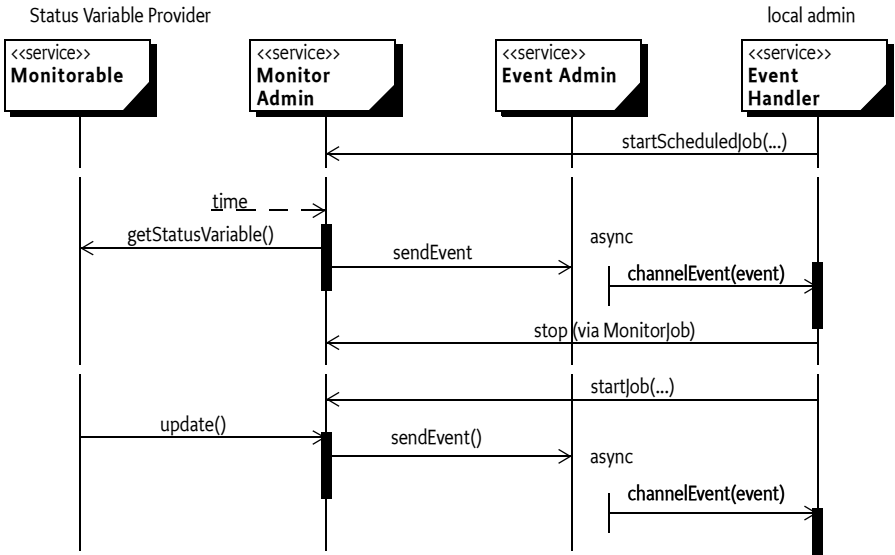 Status Variable Provider
local admin
<<service>>
Monitorable
<<service>>
Monitor
Admin
<<service>>
Event Admin
<<service>>
Event
Handler
startScheduledJob(...)
time
getStatusVariable()
sendEvent
async
channelEvent(event)
stop (via MonitorJob)
startJob(...)
update()
sendEvent()
async
channelEvent(event)